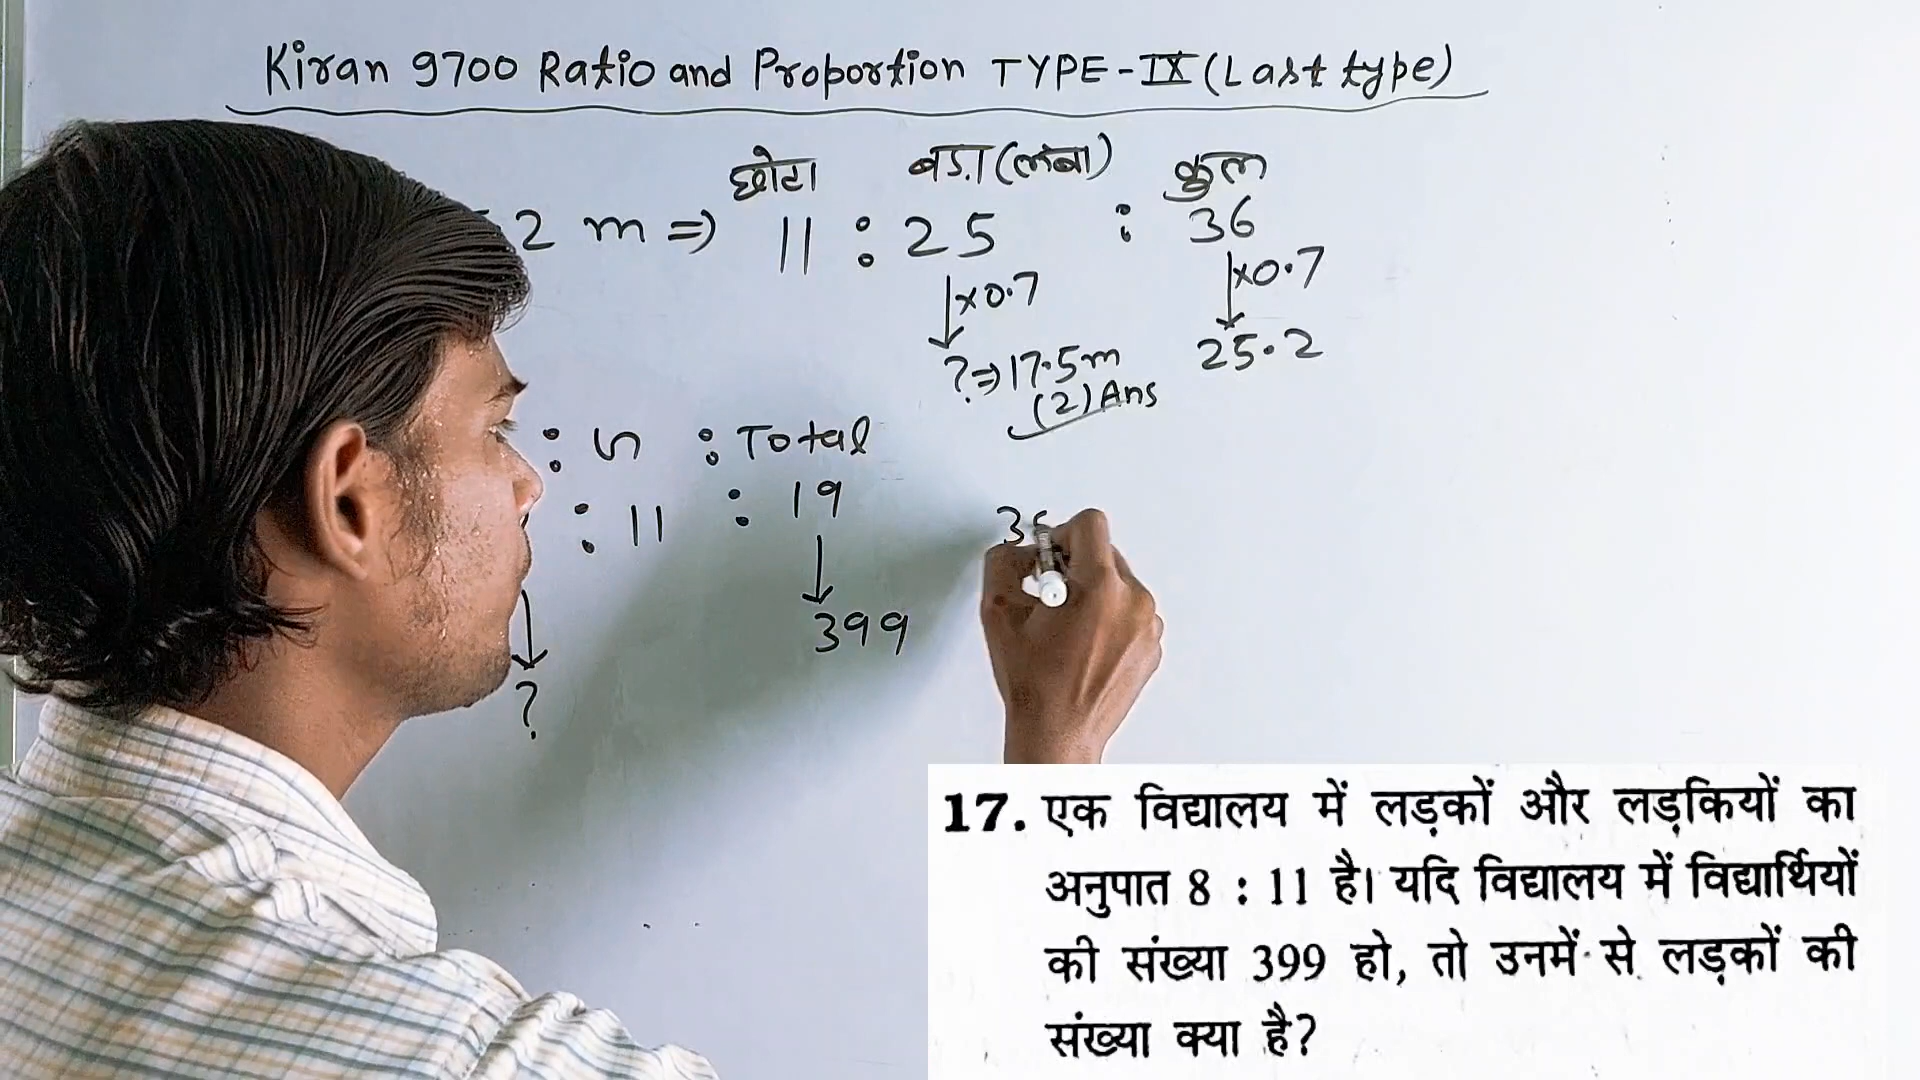 Kiran 9700 Ratio and Proportion TYPE-IX (Last type)
छोटा बड़ा (लंबा) कुल
2 m ⇒ 11 : 25 : 36
×0.7 ×0.7
? ⇒ 17.5m 25.2
(2) Ans
: Total
: 11 : 19
399
?
17. एक विद्यालय में लड़कों और लड़कियों का
अनुपात 8 : 11 है। यदि विद्यालय में विद्यार्थियों
की संख्या 399 हो, तो उनमें से लड़कों की
संख्या क्या है?